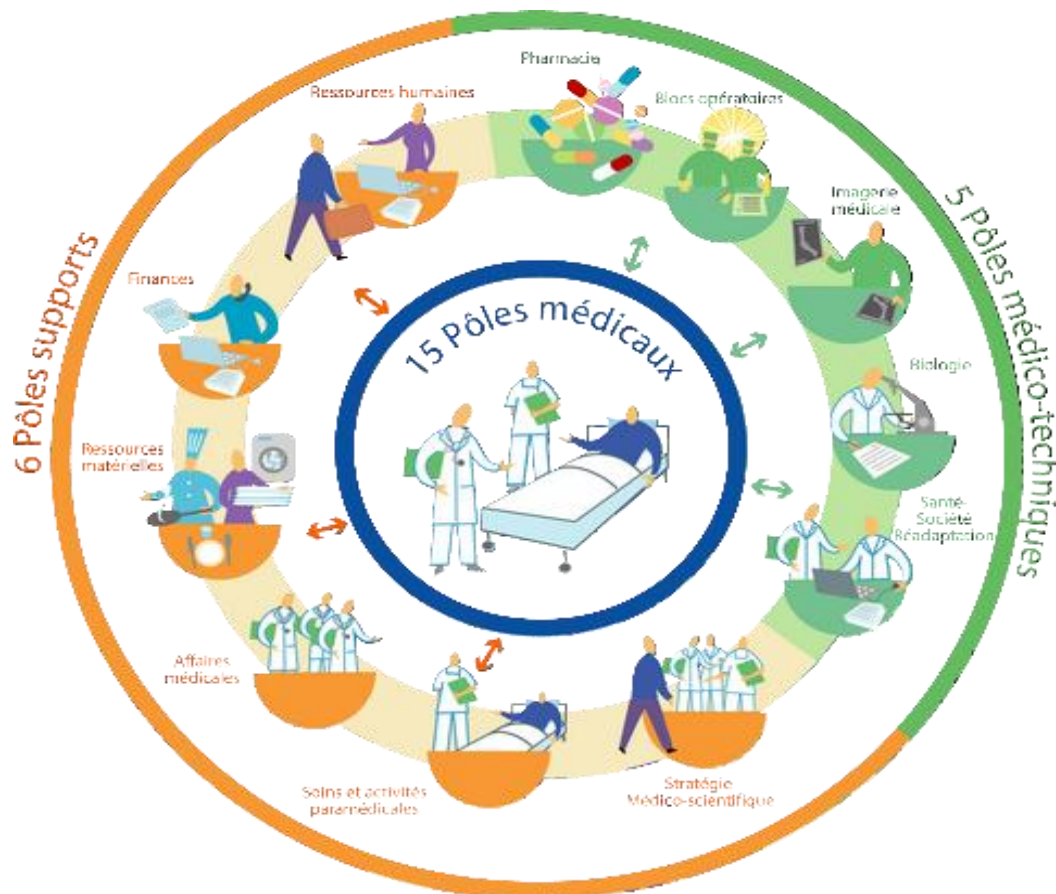 Pharmacie
Ressources humaines
Blocs opératoires
Imagerie
médicale
5 Pôles médico-techniques
Finances
6 Pôles supports
15 Pôles médicaux
Biologie
Ressources
matérielles
Santé-
Société
Réadaptation
Affaires
médicales
Soins et activités
paramédicales
Stratégie
Médico-scientifique